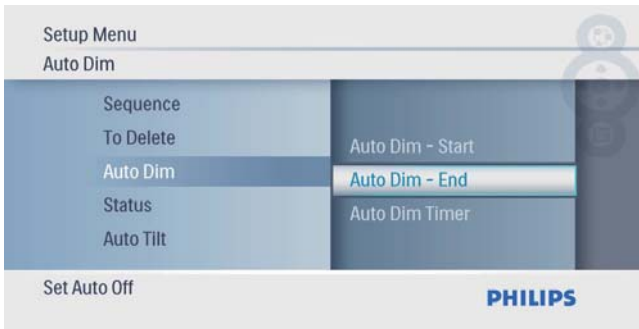 Setup Menu
Auto Dim
Sequence
To Delete
Auto Dim
Status
Auto Tilt
Auto Dim - Start
Auto Dim - End
Auto Dim Timer
Set Auto Off
PHILIPS